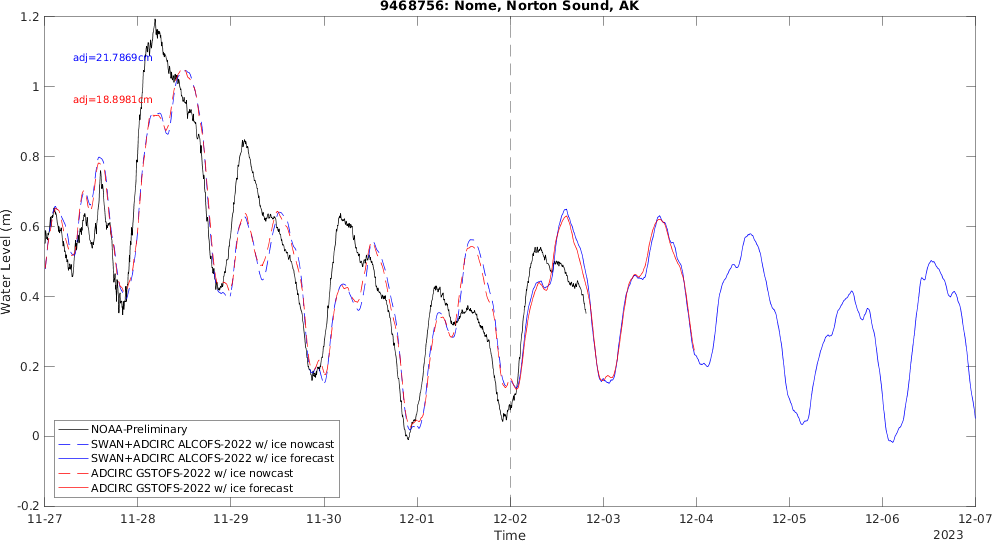 9468756: Nome, Norton Sound, AK
adj=21.7869cm
adj=18.8981cm
Water Level (m)
1.2
1
0.8
0.6
0.4
0.2
0
-0.2
NOAA-Preliminary
SWAN+ADCIRC ALCOFS-2022 w/ ice nowcast
SWAN+ADCIRC ALCOFS-2022 w/ ice forecast
ADCIRC GSTOFS-2022 w/ ice nowcast
ADCIRC GSTOFS-2022 w/ ice forecast
11-27 11-28 11-29 11-30 12-01 12-02 12-03 12-04 12-05 12-06 12-07
Time
2023